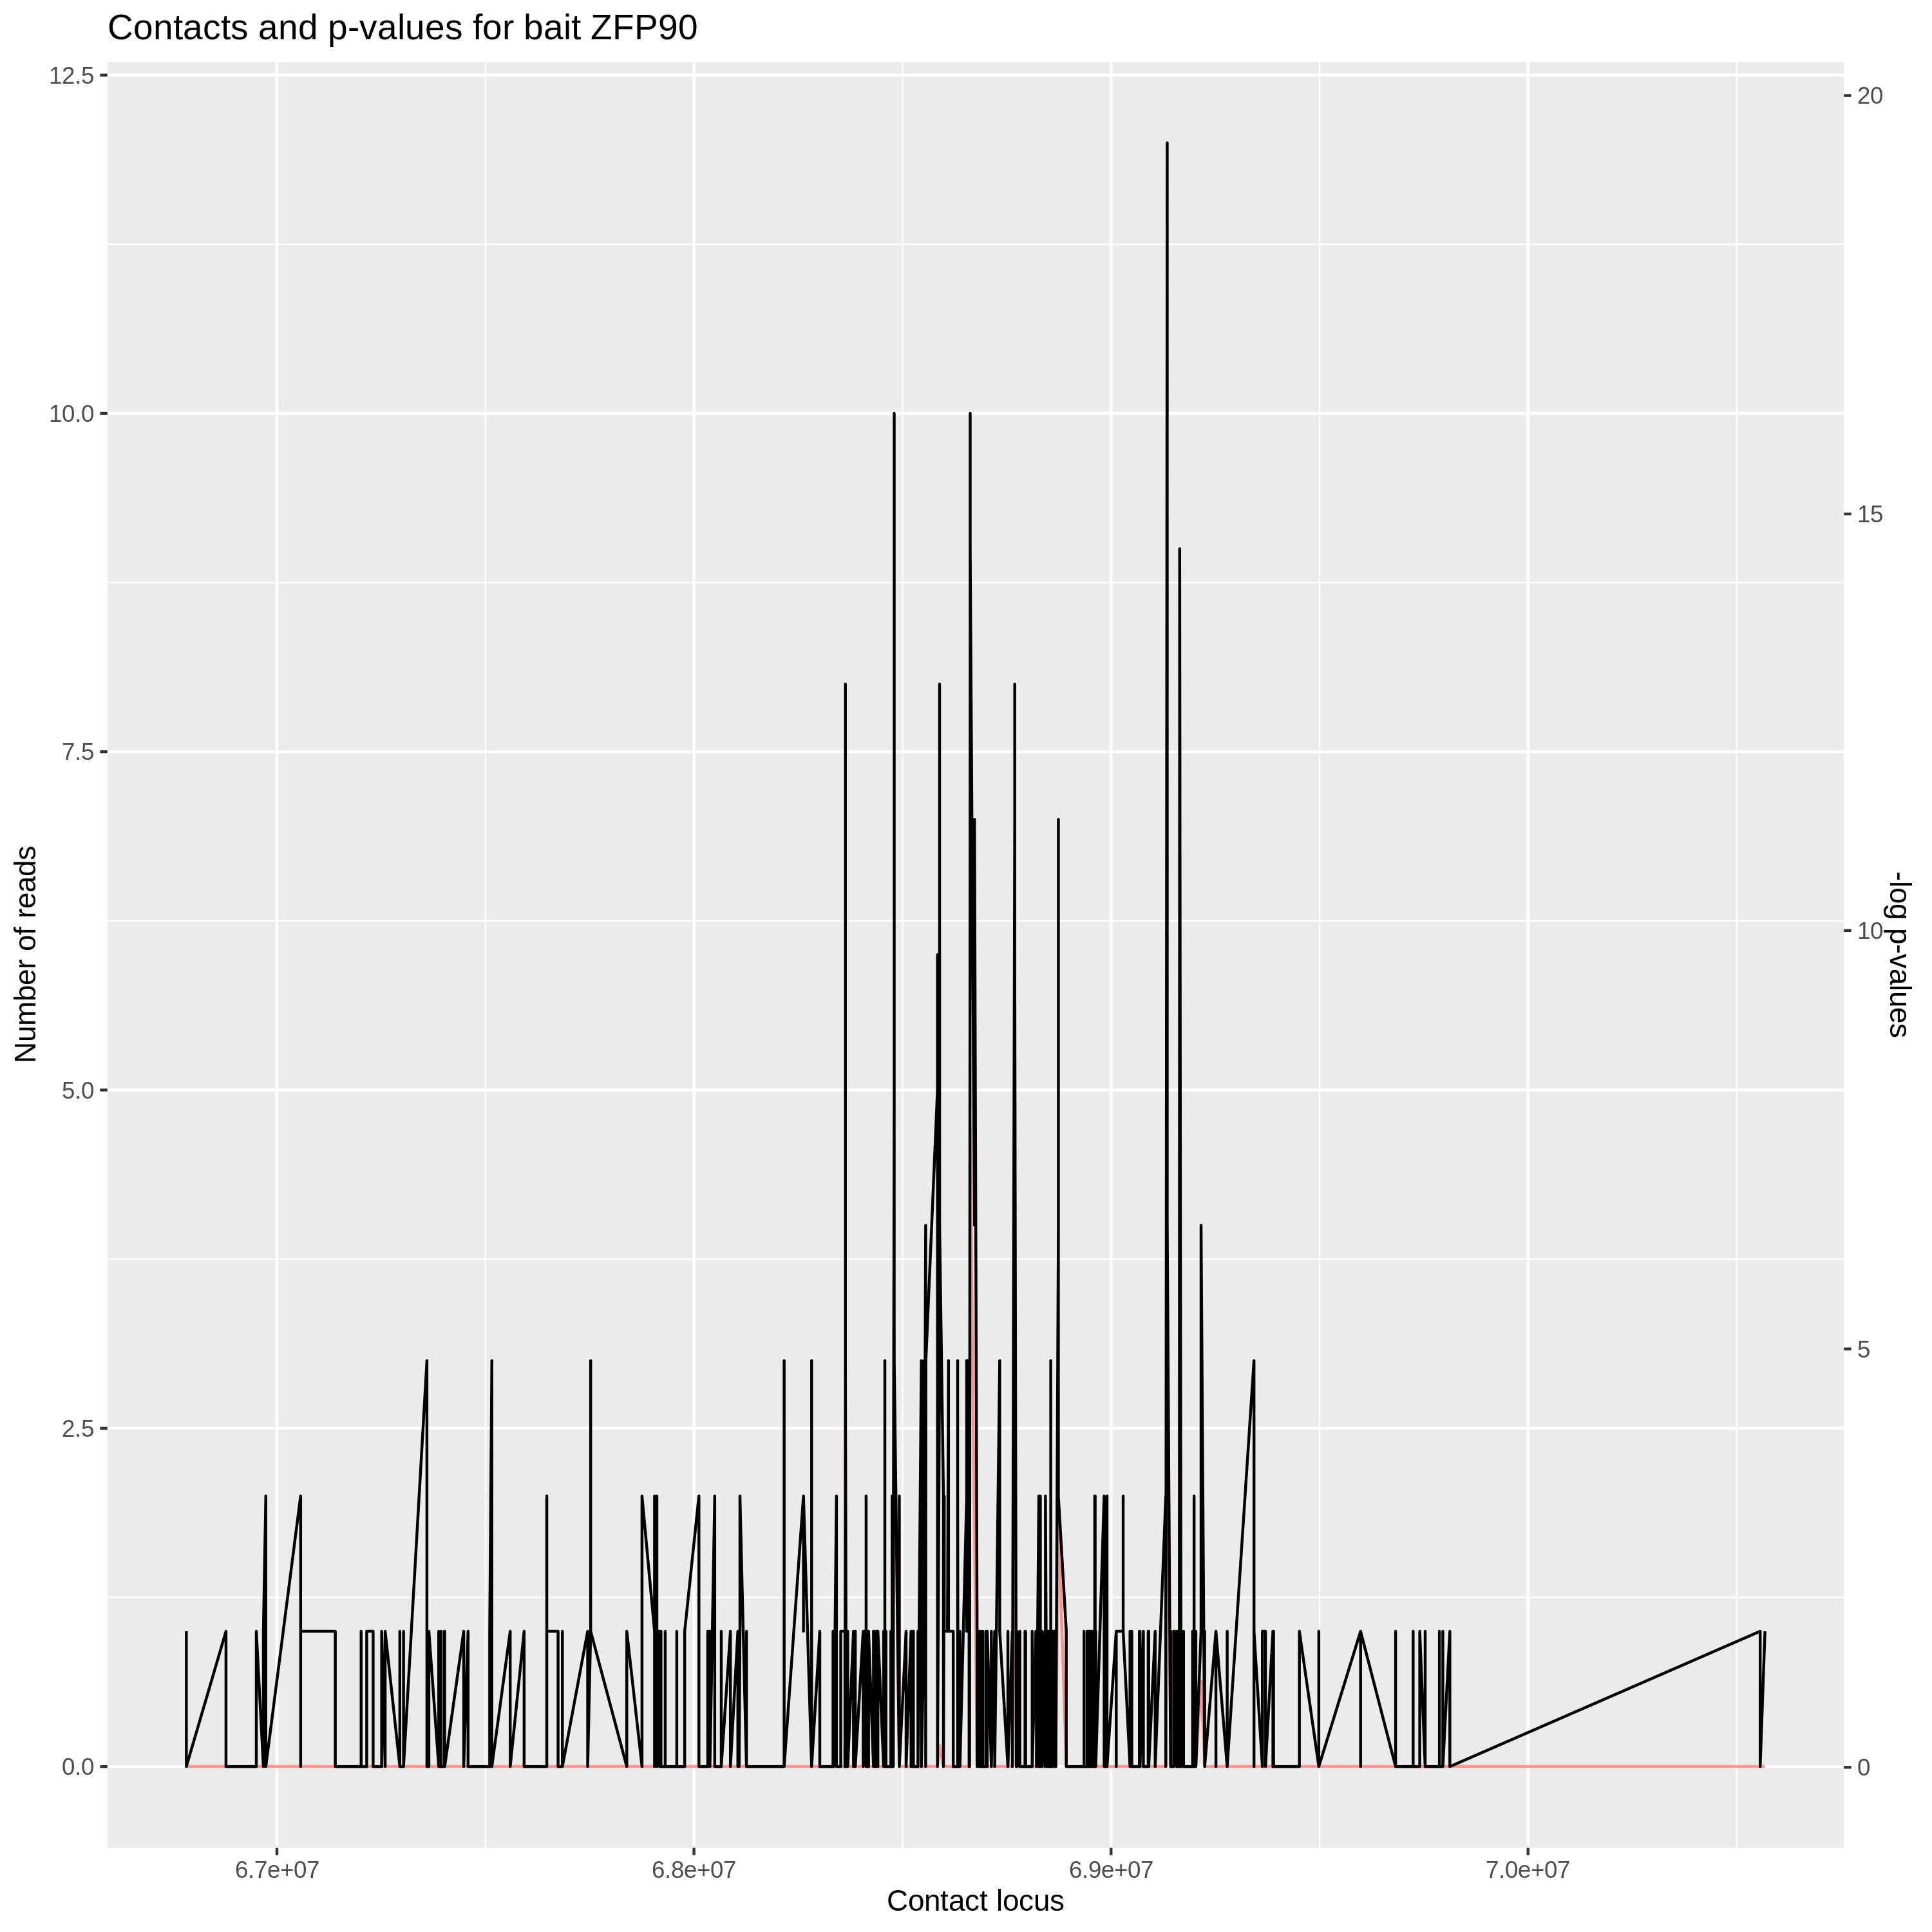 Contacts and p-values for bait ZFP90
12.5
10.0
7.5
5.0
2.5
0.0
Number of reads
20
15
10
5
0
-log p-values
6.7e+07 6.8e+07 6.9e+07 7.0e+07
Contact locus